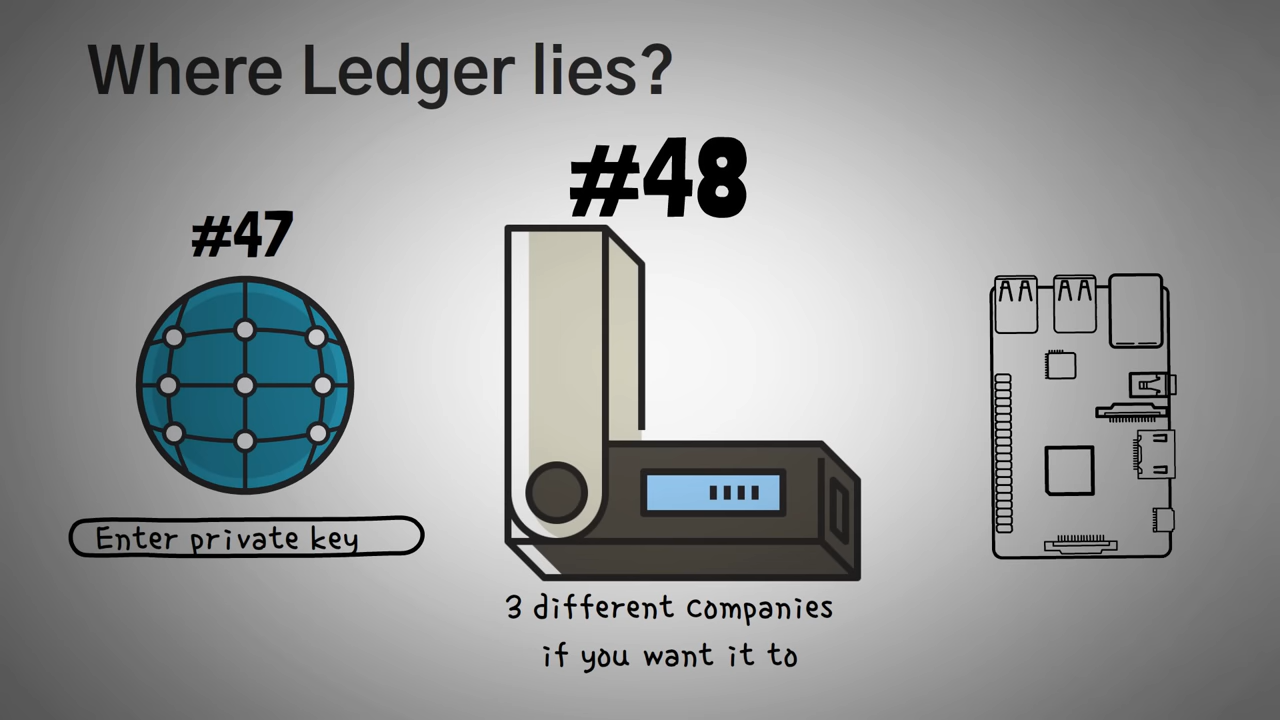 Where Ledger lies?
#48
#47
Enter private key
3 different companies
if you want it to